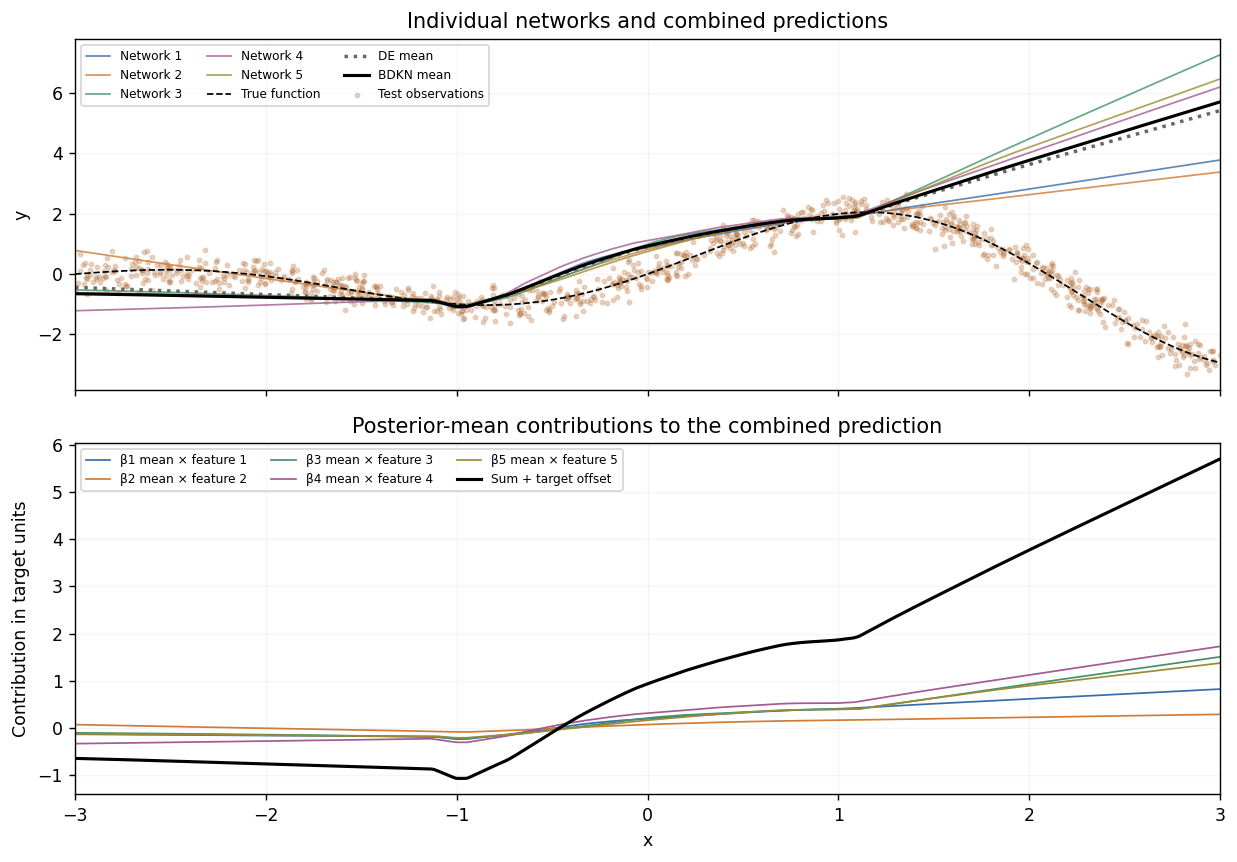 Individual networks and combined predictions
Network 1 Network 4 DE mean
Network 2 Network 5 BDKN mean
Network 3 True function Test observations
6
4
2
0
−2
y
Posterior-mean contributions to the combined prediction
β1 mean × feature 1 β3 mean × feature 3 β5 mean × feature 5
β2 mean × feature 2 β4 mean × feature 4 Sum + target offset
6
5
4
3
2
1
0
−1
Contribution in target units
−3 −2 −1 0 1 2 3
x